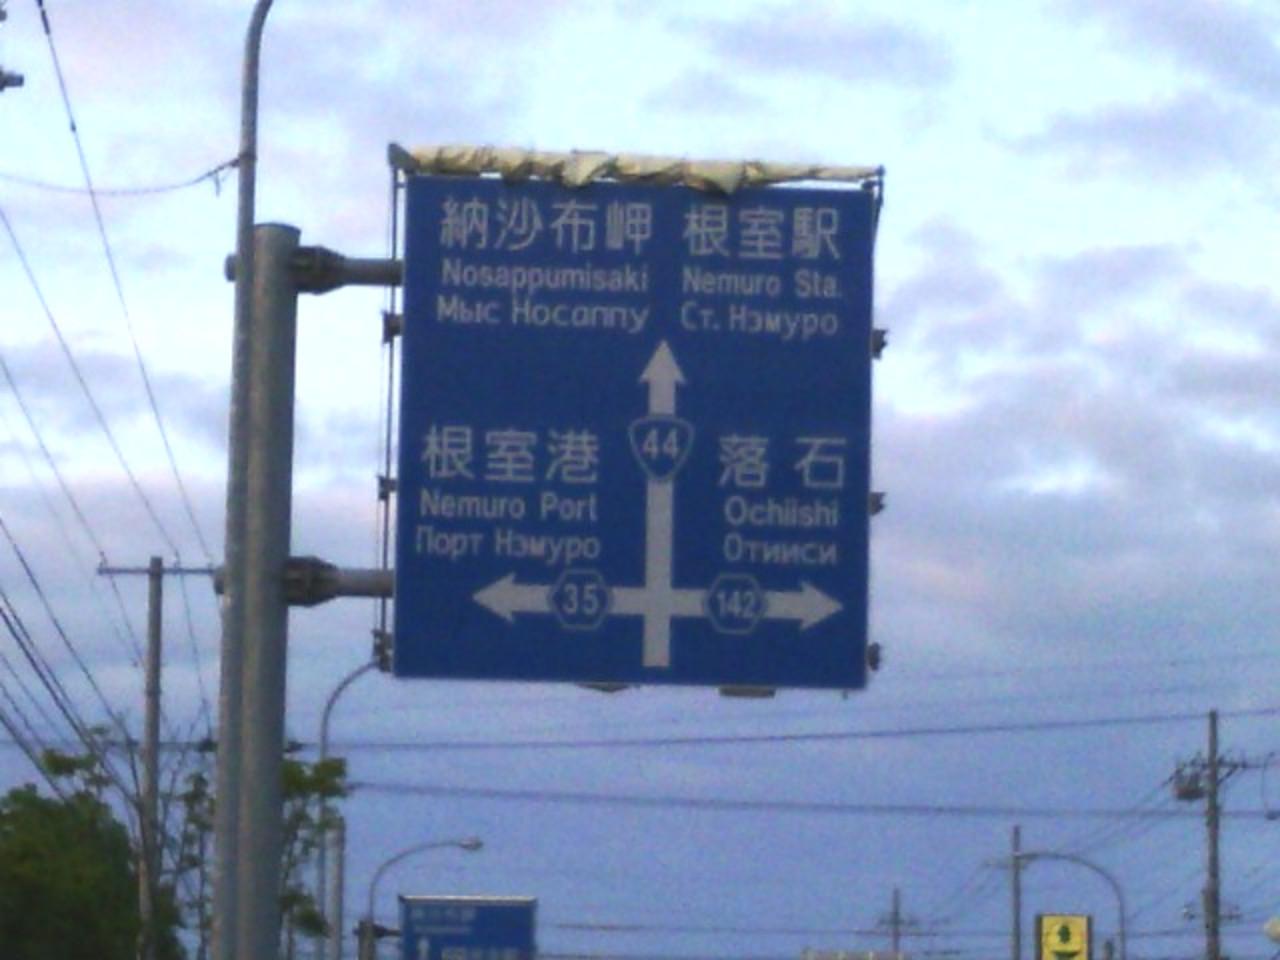 納沙布岬 根室駅
Nosappumisaki Nemuro Sta.
Мыс Носаппу Ст. Нэмуро
44
根室港 落石
Nemuro Port Ochiishi
Порт Нэмуро Отииси
35 142